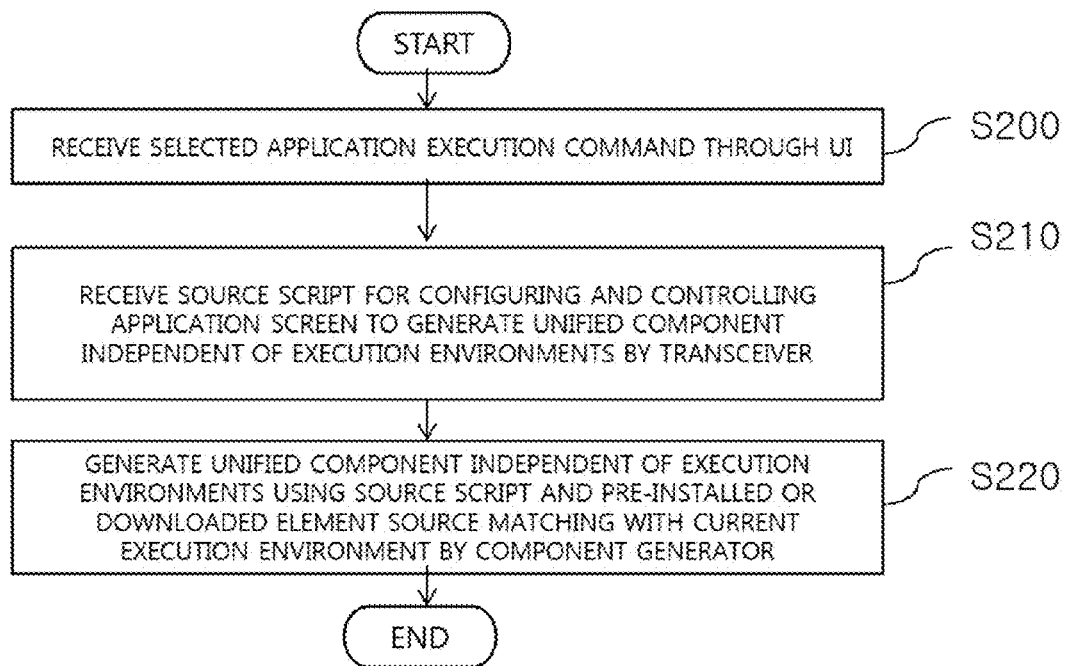 START
RECEIVE SELECTED APPLICATION EXECUTION COMMAND THROUGH UI
S200
S210
RECEIVE SOURCE SCRIPT FOR CONFIGURING AND CONTROLLING
APPLICATION SCREEN TO GENERATE UNIFIED COMPONENT
INDEPENDENT OF EXECUTION ENVIRONMENTS BY TRANSCEIVER
GENERATE UNIFIED COMPONENT INDEPENDENT OF EXECUTION
ENVIRONMENTS USING SOURCE SCRIPT AND PRE-INSTALLED OR
DOWNLOADED ELEMENT SOURCE MATCHING WITH CURRENT
EXECUTION ENVIRONMENT BY COMPONENT GENERATOR
S220
END